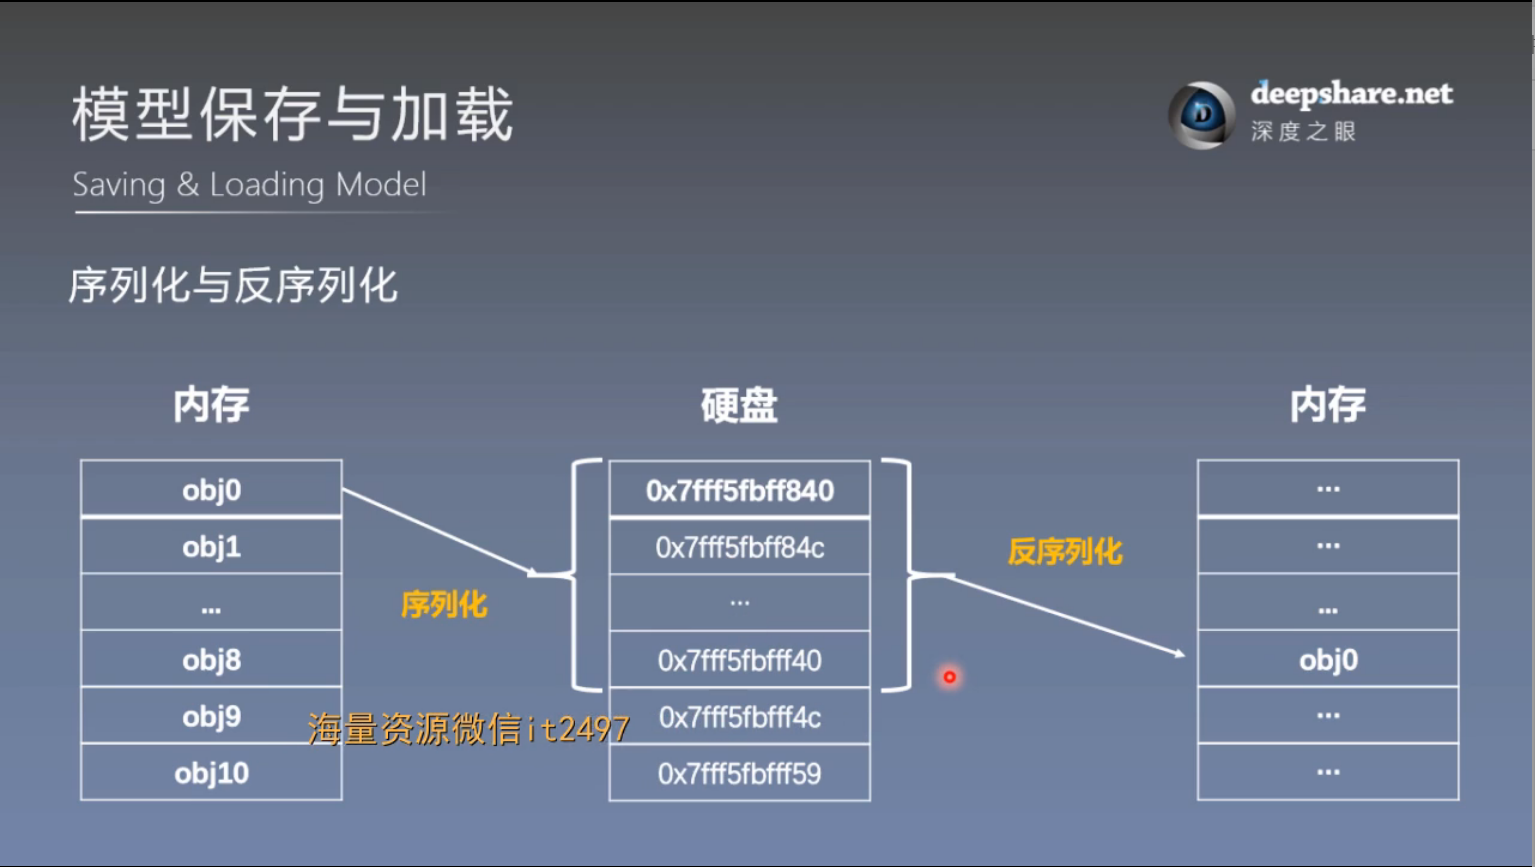 模型保存与加载
deepshare.net
深度之眼
Saving & Loading Model
序列化与反序列化
内存
硬盘
内存
obj0
obj1
...
obj8
obj9
obj10
序列化
0x7fff5fbff840
0x7fff5fbff84c
...
0x7fff5fbfff40
0x7fff5fbfff4c
0x7fff5fbfff59
反序列化
...
...
...
obj0
...
...
海量资源微信it2497